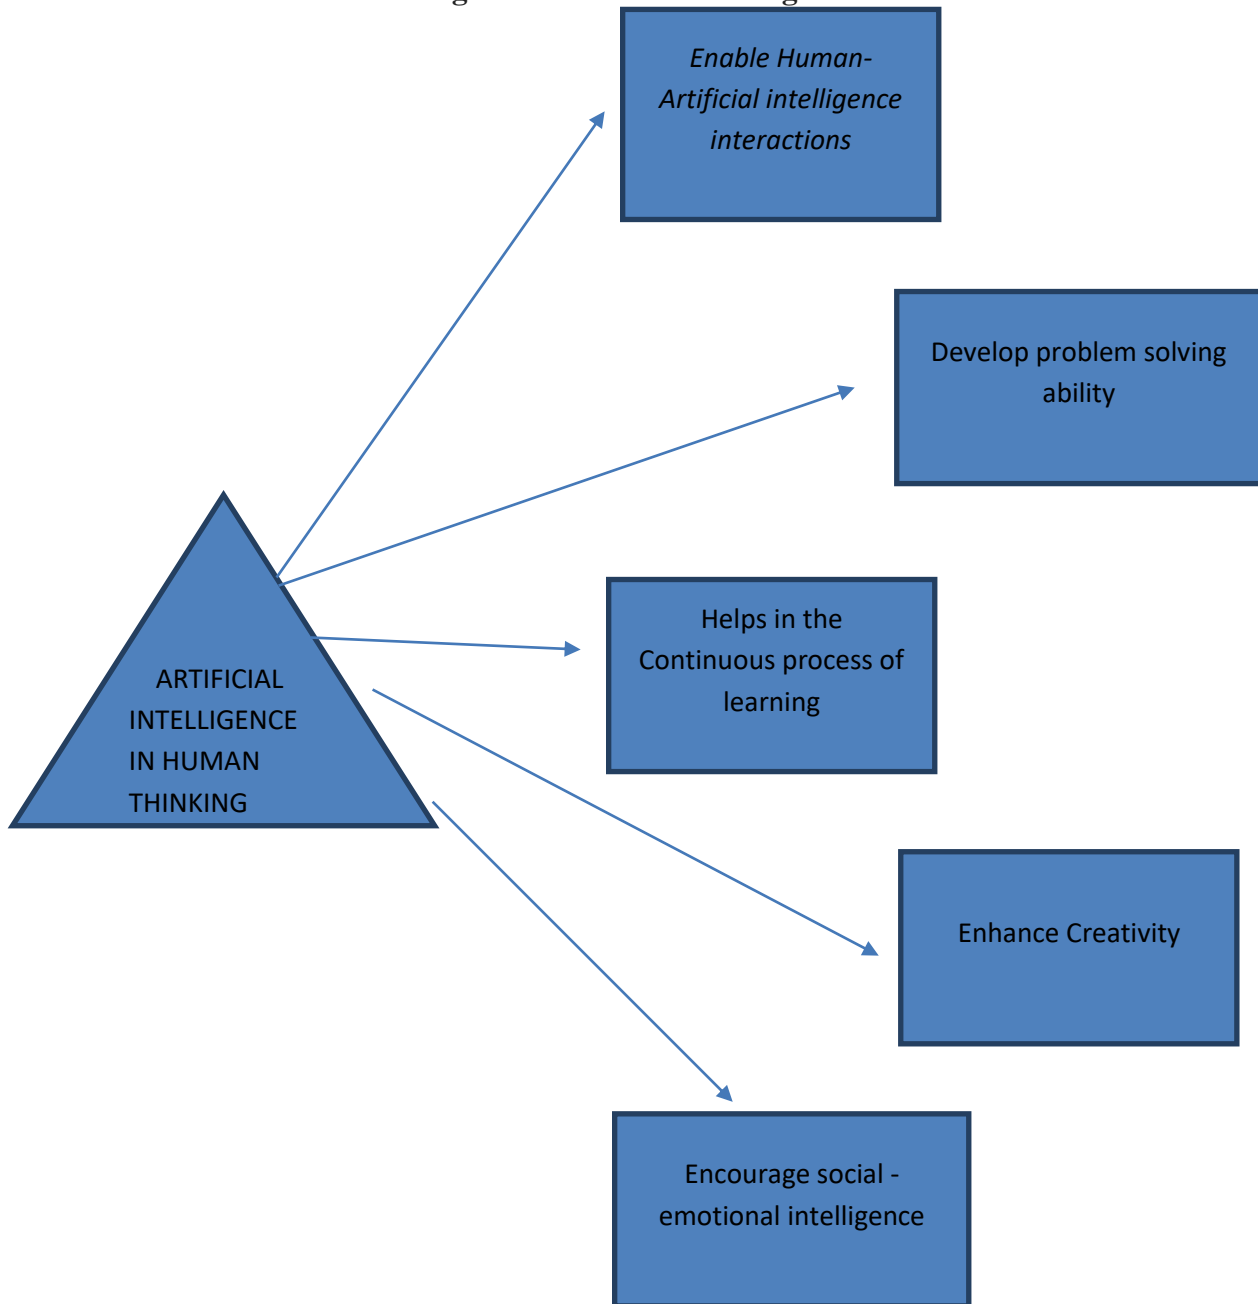 Enable Human-
Artificial intelligence
interactions
Develop problem solving
ability
Helps in the
Continuous process of
learning
ARTIFICIAL
INTELLIGENCE
IN HUMAN
THINKING
Enhance Creativity
Encourage social -
emotional intelligence